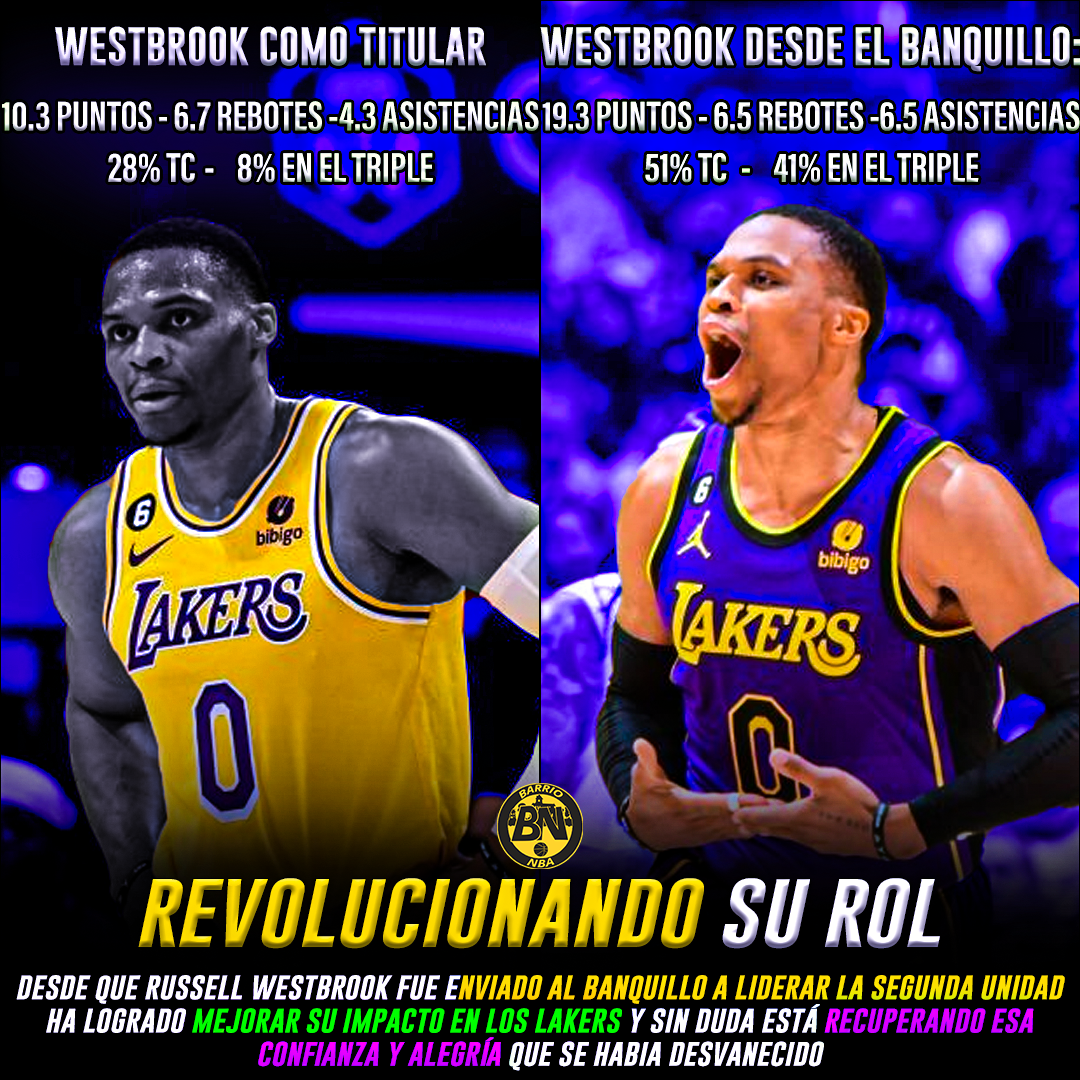 WESTBROOK COMO TITULAR
10.3 PUNTOS - 6.7 REBOTES -4.3 ASISTENCIAS
28% TC - 8% EN EL TRIPLE
WESTBROOK DESDE EL BANQUILLO:
19.3 PUNTOS - 6.5 REBOTES -6.5 ASISTENCIAS
51% TC - 41% EN EL TRIPLE
6
bibigo
LAKERS
0
6
bibigo
LAKERS
0
BARRIO
BN
NBA
REVOLUCIONANDO SU ROL
DESDE QUE RUSSELL WESTBROOK FUE ENVIADO AL BANQUILLO A LIDERAR LA SEGUNDA UNIDAD
HA LOGRADO MEJORAR SU IMPACTO EN LOS LAKERS Y SIN DUDA ESTÁ RECUPERANDO ESA
CONFIANZA Y ALEGRÍA QUE SE HABIA DESVANECIDO